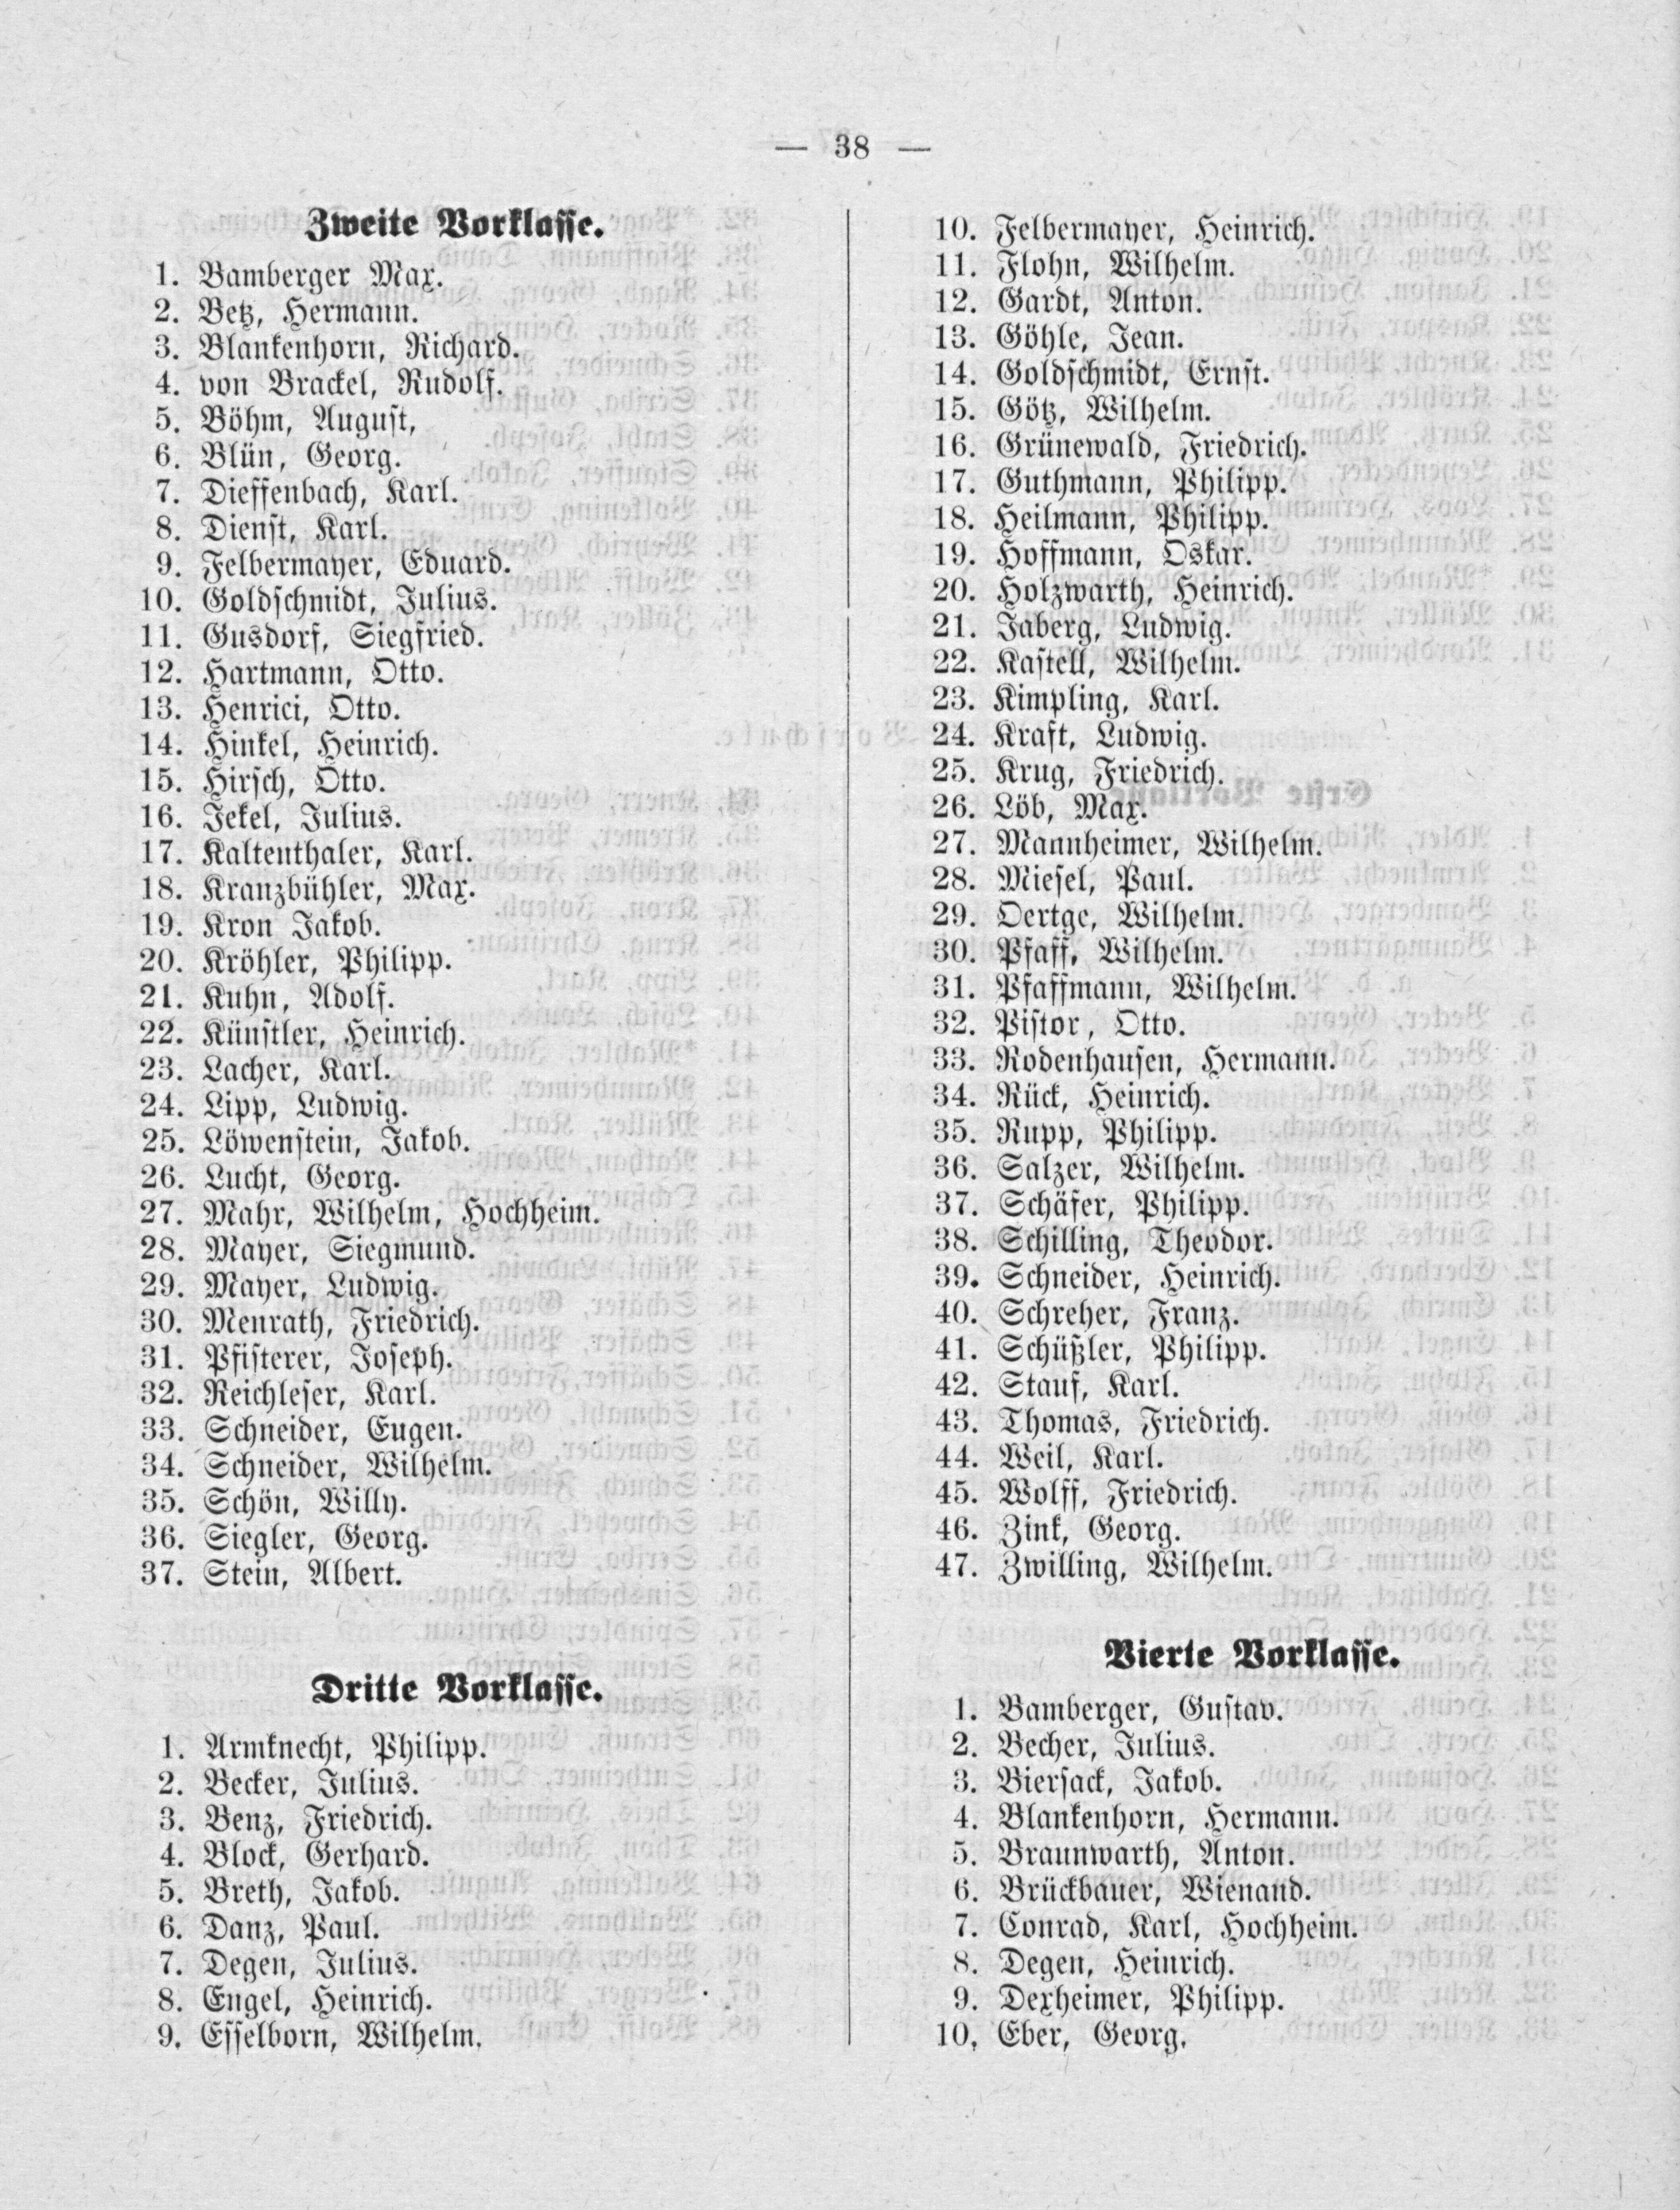 — 38 —
Zweite Vorklasse.
1. Bamberger Max.
2. Betz, Hermann.
3. Blankenhorn, Richard.
4. von Brackel, Rudolf.
5. Böhm, August,
6. Blün, Georg.
7. Dieffenbach, Karl.
8. Dienst, Karl.
9. Felbermayer, Eduard.
10. Goldschmidt, Julius.
11. Gusdorf, Siegfried.
12. Hartmann, Otto.
13. Henrici, Otto.
14. Hinkel, Heinrich.
15. Hirsch, Otto.
16. Jekel, Julius.
17. Kaltenthaler, Karl.
18. Kranzbühler, Max.
19. Kron Jakob.
20. Kröhler, Philipp.
21. Kuhn, Adolf.
22. Künstler, Heinrich.
23. Lacher, Karl.
24. Lipp, Ludwig.
25. Löwenstein, Jakob.
26. Lucht, Georg.
27. Mahr, Wilhelm, Hochheim.
28. Mayer, Siegmund.
29. Mayer, Ludwig.
30. Menrath, Friedrich.
31. Pfisterer, Joseph.
32. Reichleser, Karl.
33. Schneider, Eugen.
34. Schneider, Wilhelm.
35. Schön, Willy.
36. Siegler, Georg.
37. Stein, Albert.
Dritte Vorklasse.
1. Armknecht, Philipp.
2. Becker, Julius.
3. Benz, Friedrich.
4. Block, Gerhard.
5. Breth, Jakob.
6. Danz, Paul.
7. Degen, Julius.
8. Engel, Heinrich.
9. Esselborn, Wilhelm.
10. Felbermayer, Heinrich.
11. Flohn, Wilhelm.
12. Gardt, Anton.
13. Göhle, Jean.
14. Goldschmidt, Ernst.
15. Götz, Wilhelm.
16. Grünewald, Friedrich.
17. Guthmann, Philipp.
18. Heilmann, Philipp.
19. Hoffmann, Oskar.
20. Holzwarth, Heinrich.
21. Jaberg, Ludwig.
22. Kastell, Wilhelm.
23. Kimpling, Karl.
24. Kraft, Ludwig.
25. Krug, Friedrich.
26. Löb, Max.
27. Mannheimer, Wilhelm.
28. Miesel, Paul.
29. Oertge, Wilhelm.
30. Pfaff, Wilhelm.
31. Pfaffmann, Wilhelm.
32. Pistor, Otto.
33. Rodenhausen, Hermann.
34. Rück, Heinrich.
35. Rupp, Philipp.
36. Salzer, Wilhelm.
37. Schäfer, Philipp.
38. Schilling, Theodor.
39. Schneider, Heinrich.
40. Schreher, Franz.
41. Schüßler, Philipp.
42. Stauf, Karl.
43. Thomas, Friedrich.
44. Weil, Karl.
45. Wolff, Friedrich.
46. Zink, Georg.
47. Zwilling, Wilhelm.
Vierte Vorklasse.
1. Bamberger, Gustav.
2. Becher, Julius.
3. Biersack, Jakob.
4. Blankenhorn, Hermann.
5. Braunwarth, Anton.
6. Brückbauer, Wienand.
7. Conrad, Karl, Hochheim.
8. Degen, Heinrich.
9. Dexheimer, Philipp.
10. Eber, Georg.